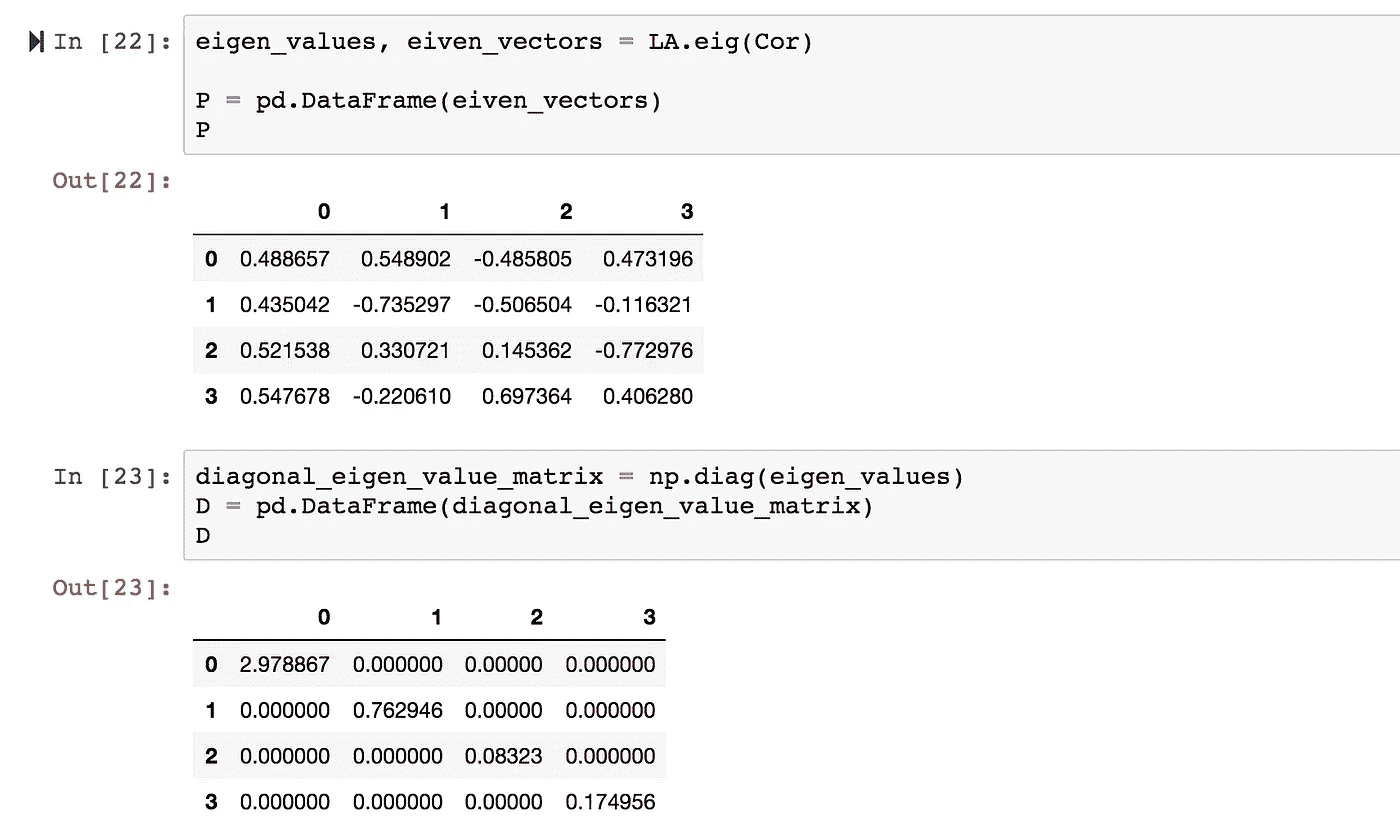 In [22]: eigen_values, eiven_vectors = LA.eig(Cor)
P = pd.DataFrame(eiven_vectors)
P
Out[22]:
0 1 2 3
0 0.488657 0.548902 -0.485805 0.473196
1 0.435042 -0.735297 -0.506504 -0.116321
2 0.521538 0.330721 0.145362 -0.772976
3 0.547678 -0.220610 0.697364 0.406280
In [23]: diagonal_eigen_value_matrix = np.diag(eigen_values)
D = pd.DataFrame(diagonal_eigen_value_matrix)
D
Out[23]:
0 1 2 3
0 2.978867 0.000000 0.00000 0.000000
1 0.000000 0.762946 0.00000 0.000000
2 0.000000 0.000000 0.08323 0.000000
3 0.000000 0.000000 0.00000 0.174956